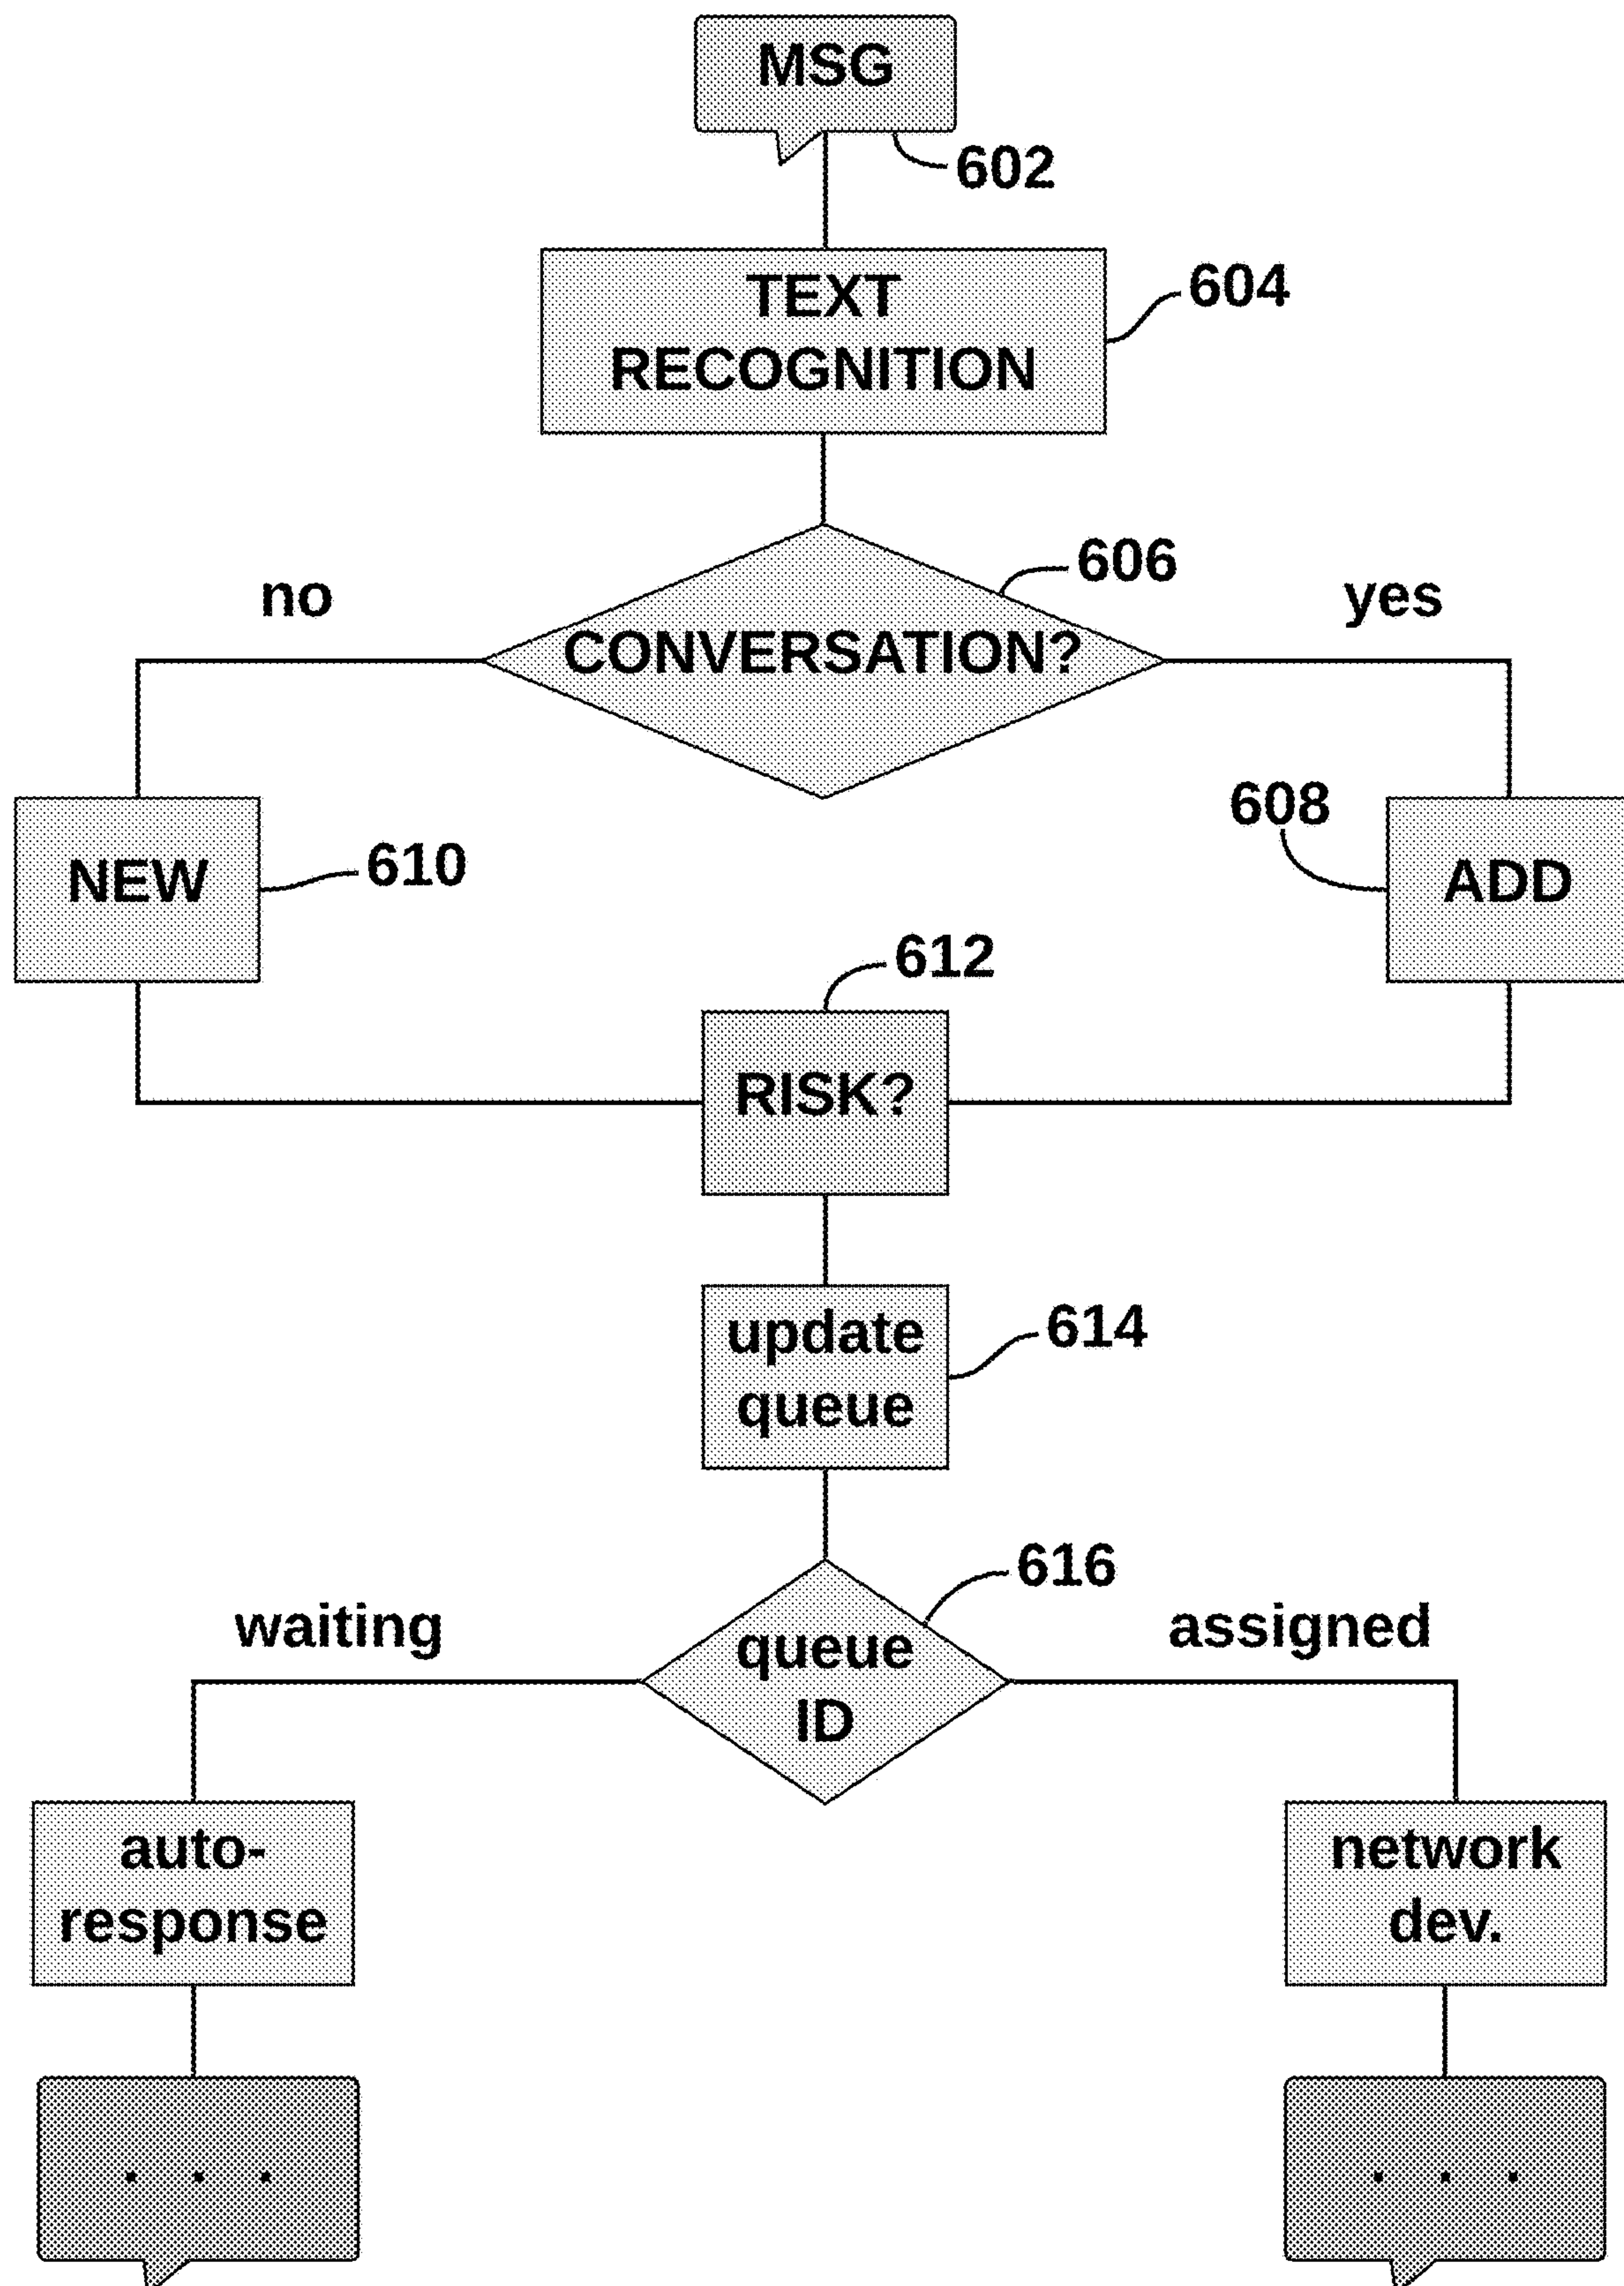 MSG
602
TEXT
RECOGNITION
604
606
no
yes
CONVERSATION?
608
610
NEW
ADD
612
RISK?
614
update
queue
616
waiting
assigned
queue
ID
auto-
response
network
dev.
. . .
. . .